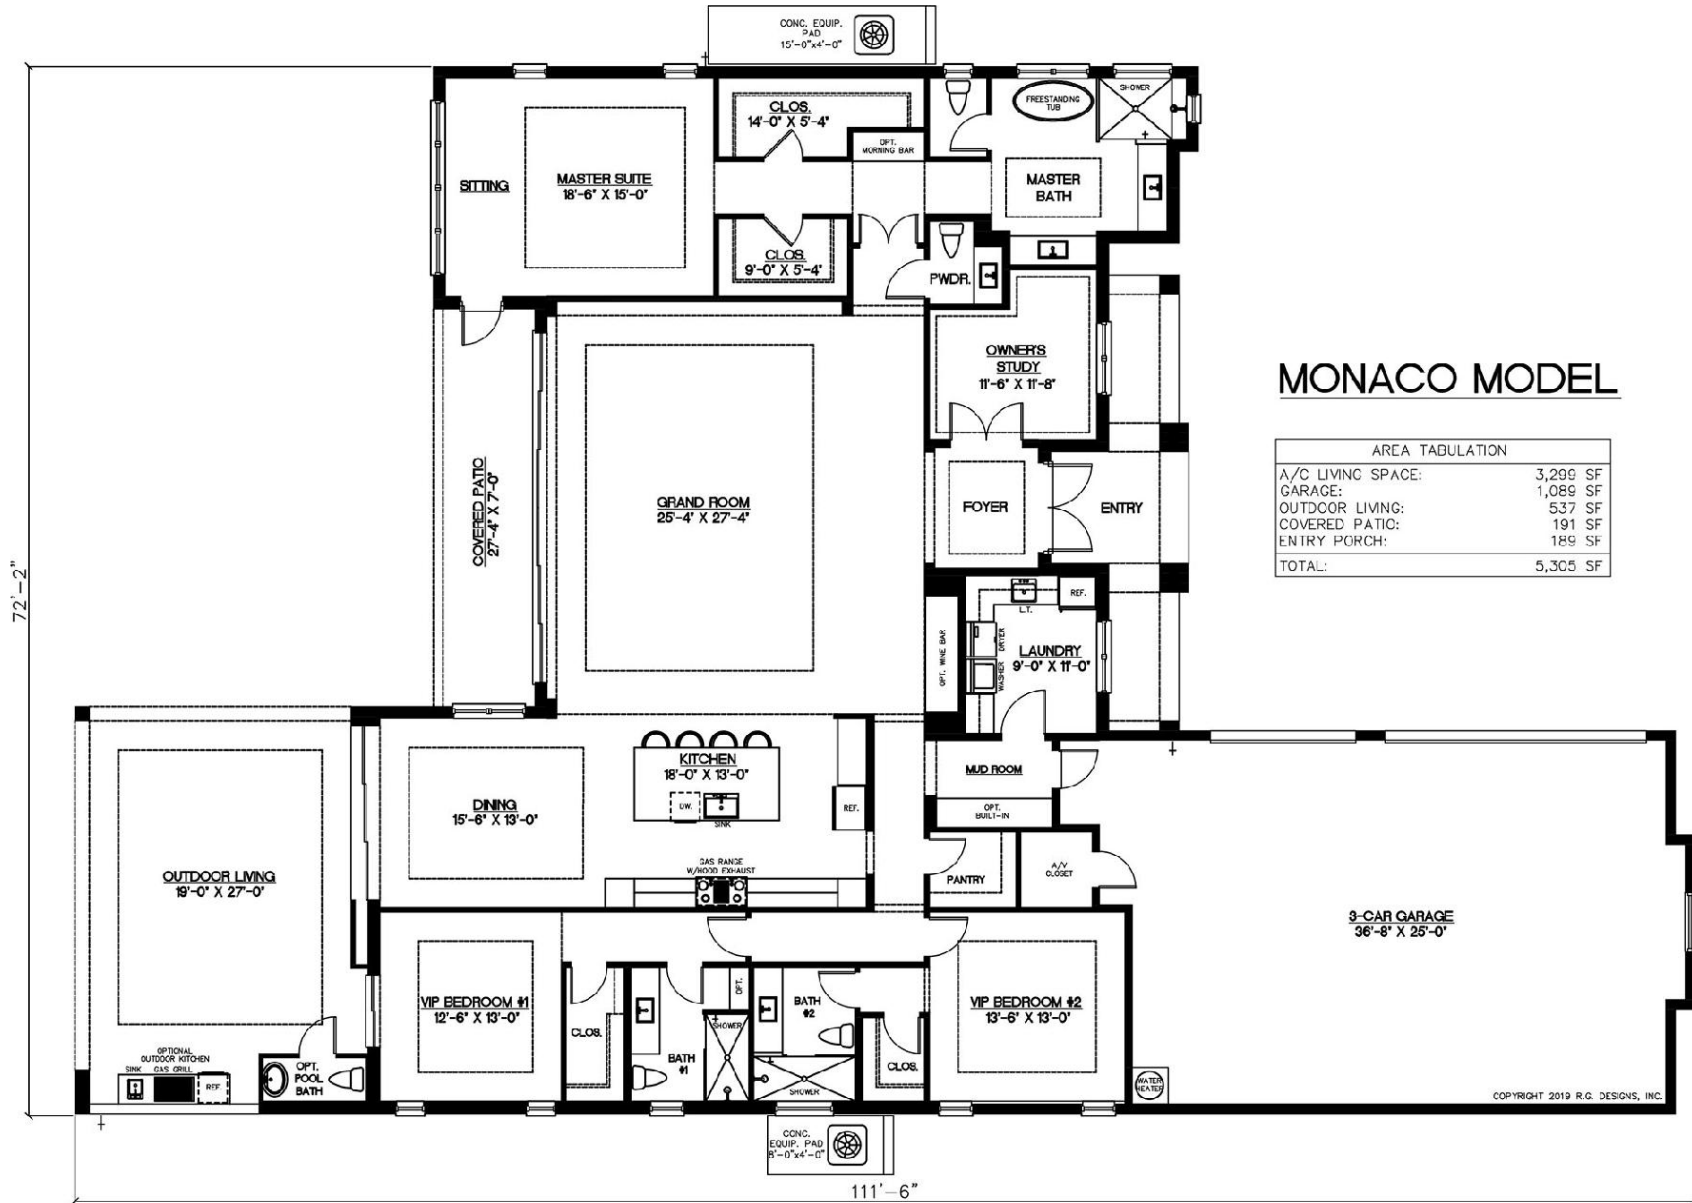 CONC. EQUIP.
PAD
15'-0"x4'-0"
CLOS.
14'-0" X 5'-4"
OPT.
MORNING BAR
FREESTANDING
TUB
SHOWER
SITTING
MASTER SUITE
18'-6" X 15'-0"
MASTER
BATH
CLOS.
9'-0" X 5'-4"
PWDR.
OWNER'S
STUDY
11'-6" X 11'-8"
MONACO MODEL
AREA TABULATION
A/C LIVING SPACE: 3,299 SF
GARAGE: 1,089 SF
OUTDOOR LIVING: 537 SF
COVERED PATIO: 191 SF
ENTRY PORCH: 189 SF
TOTAL: 5,305 SF
COVERED PATIO
27'-4" X 7'-0"
GRAND ROOM
25'-4" X 27'-4"
FOYER
ENTRY
72'-2"
L.T.
REF.
DRYER
WASHER
LAUNDRY
9'-0" X 11'-0"
OPT. WINE BAR
KITCHEN
18'-0" X 13'-0"
DW.
SINK
REF.
MUD ROOM
OPT.
BUILT-IN
DINING
15'-6" X 13'-0"
GAS RANGE
W/HOOD EXHAUST
PANTRY
A/V
CLOSET
OUTDOOR LIVING
19'-0" X 27'-0"
3-CAR GARAGE
36'-8" X 25'-0"
VIP BEDROOM #1
12'-6" X 13'-0"
CLOS.
OPT.
SHOWER
BATH
#1
BATH
#2
SHOWER
CLOS.
VIP BEDROOM #2
13'-6" X 13'-0"
OPTIONAL
OUTDOOR KITCHEN
SINK GAS GRILL
REF.
OPT.
POOL
BATH
WATER
HEATER
COPYRIGHT 2019 R.G. DESIGNS, INC.
CONC.
EQUIP. PAD
8'-0"x4'-0"
111'-6"